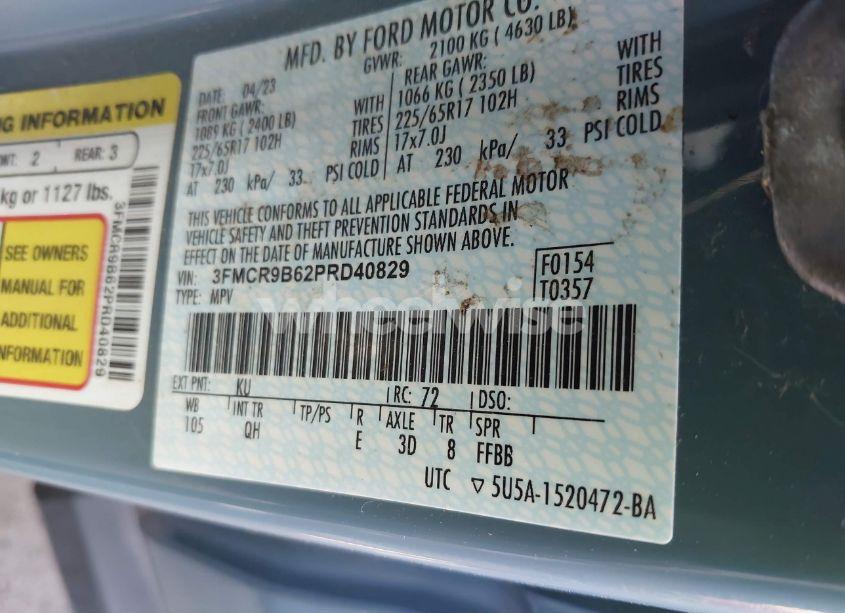 MFD. BY FORD MOTOR CO.
GVWR: 2100 KG ( 4630 LB)
DATE: 04/23
FRONT GAWR: REAR GAWR:
1089 KG ( 2400 LB) WITH 1066 KG ( 2350 LB) WITH
225/65R17 102H TIRES 225/65R17 102H TIRES
17x7.0J RIMS 17x7.0J RIMS
AT 230 kPa/ 33 PSI COLD AT 230 kPa/ 33 PSI COLD
THIS VEHICLE CONFORMS TO ALL APPLICABLE FEDERAL MOTOR
VEHICLE SAFETY AND THEFT PREVENTION STANDARDS IN
EFFECT ON THE DATE OF MANUFACTURE SHOWN ABOVE.
VIN: 3FMCR9B62PRD40829
TYPE: MPV
F0154
T0357
EXT PNT: KU RC: 72 DSO:
WB INT TR TP/PS R AXLE TR SPR
105 QH E 3D 8 FFBB
UTC ▽ 5U5A-1520472-BA
INFORMATION
2 REAR: 3
kg or 1127 lbs.
SEE OWNERS
MANUAL FOR
ADDITIONAL
INFORMATION
3FMCR9B62PRD40829
wheelwise